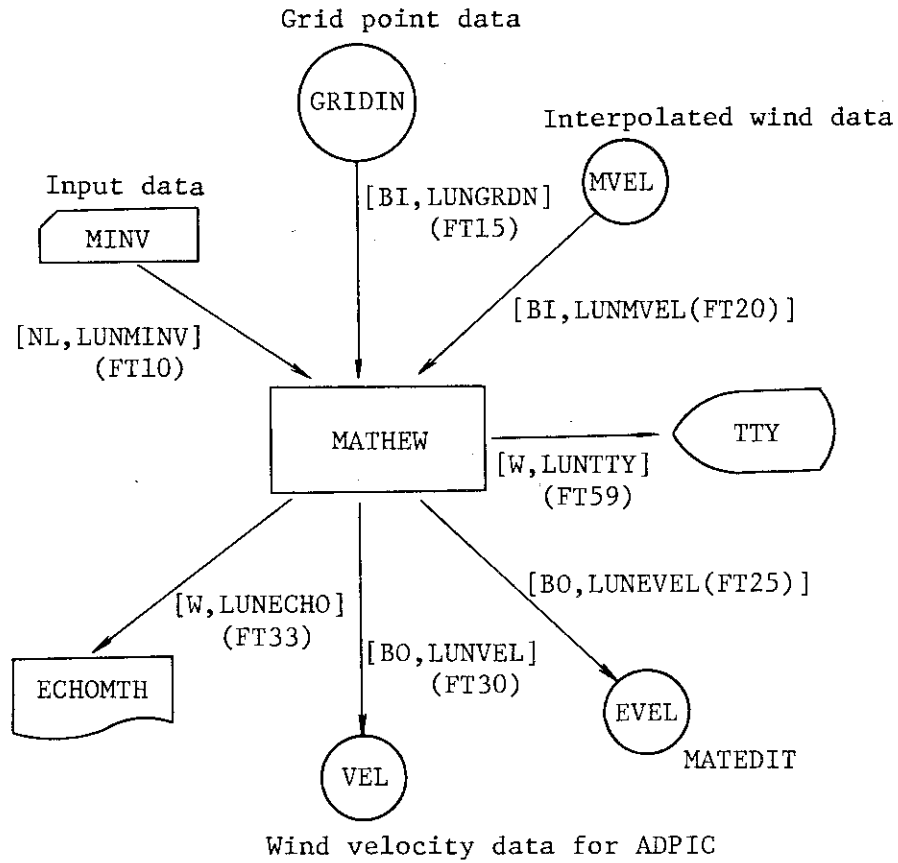 Grid point data
GRIDIN
Interpolated wind data
MVEL
Input data
MINV
[BI,LUNGRDN]
(FT15)
[NL,LUNMINV]
(FT10)
[BI,LUNMVEL(FT20)]
MATHEW
TTY
[W,LUNTTY]
(FT59)
[W,LUNECHO]
(FT33)
[BO,LUNVEL]
(FT30)
[BO,LUNEVEL(FT25)]
ECHOMTH
EVEL
MATEDIT
VEL
Wind velocity data for ADPIC